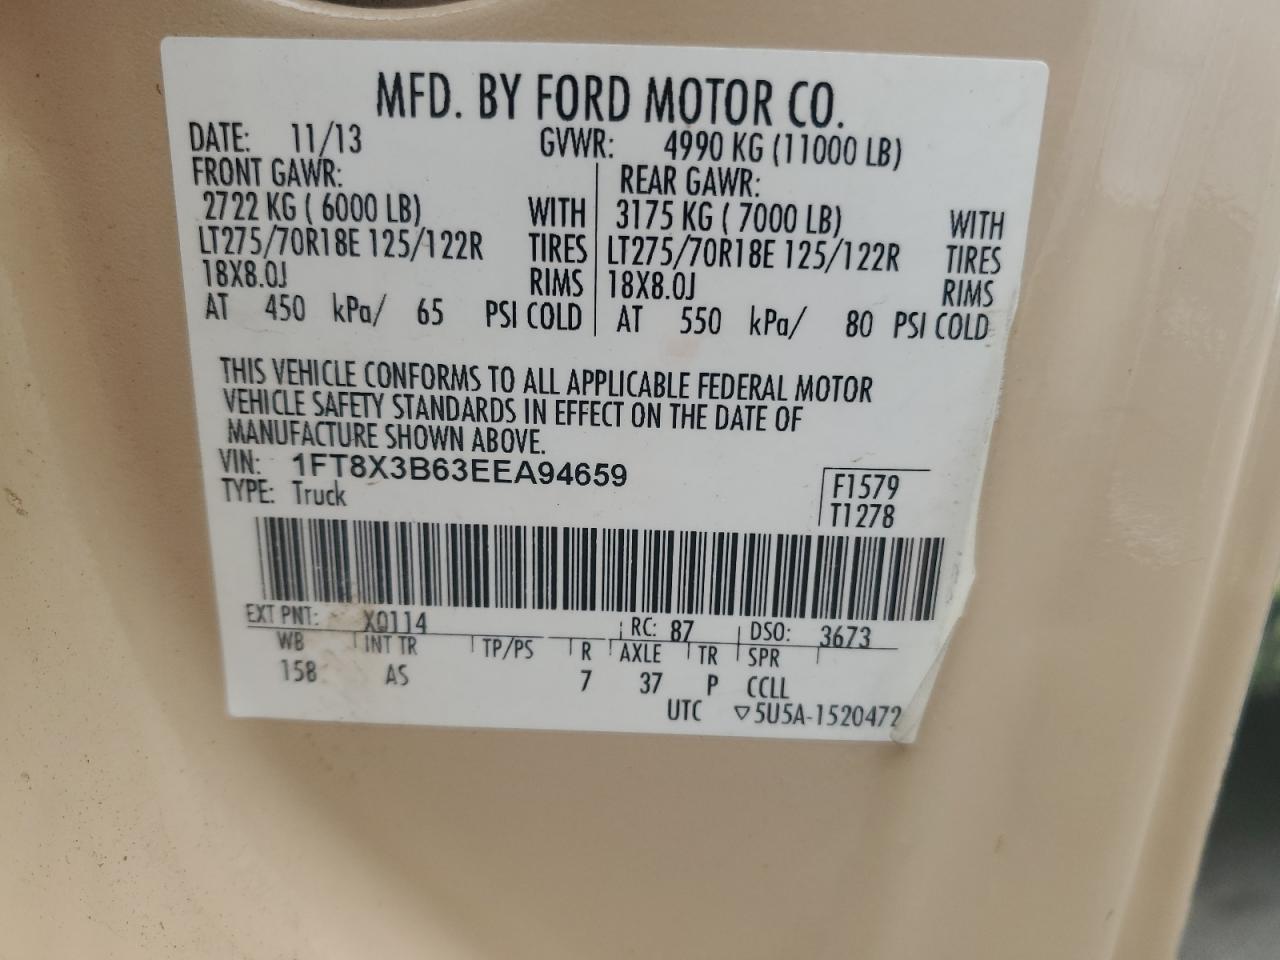 MFD. BY FORD MOTOR CO.
DATE: 11/13 GVWR: 4990 KG (11000 LB)
FRONT GAWR: REAR GAWR:
2722 KG ( 6000 LB) WITH 3175 KG ( 7000 LB) WITH
LT275/70R18E 125/122R TIRES LT275/70R18E 125/122R TIRES
18X8.0J RIMS 18X8.0J RIMS
AT 450 kPa/ 65 PSI COLD AT 550 kPa/ 80 PSI COLD
THIS VEHICLE CONFORMS TO ALL APPLICABLE FEDERAL MOTOR
VEHICLE SAFETY STANDARDS IN EFFECT ON THE DATE OF
MANUFACTURE SHOWN ABOVE.
VIN: 1FT8X3B63EEA94659
TYPE: Truck
F1579
T1278
EXT PNT: XQ114 RC: 87 DSO: 3673
WB INT TR TP/PS R AXLE TR SPR
158 AS 7 37 P CCLL
UTC ▽5U5A-1520472